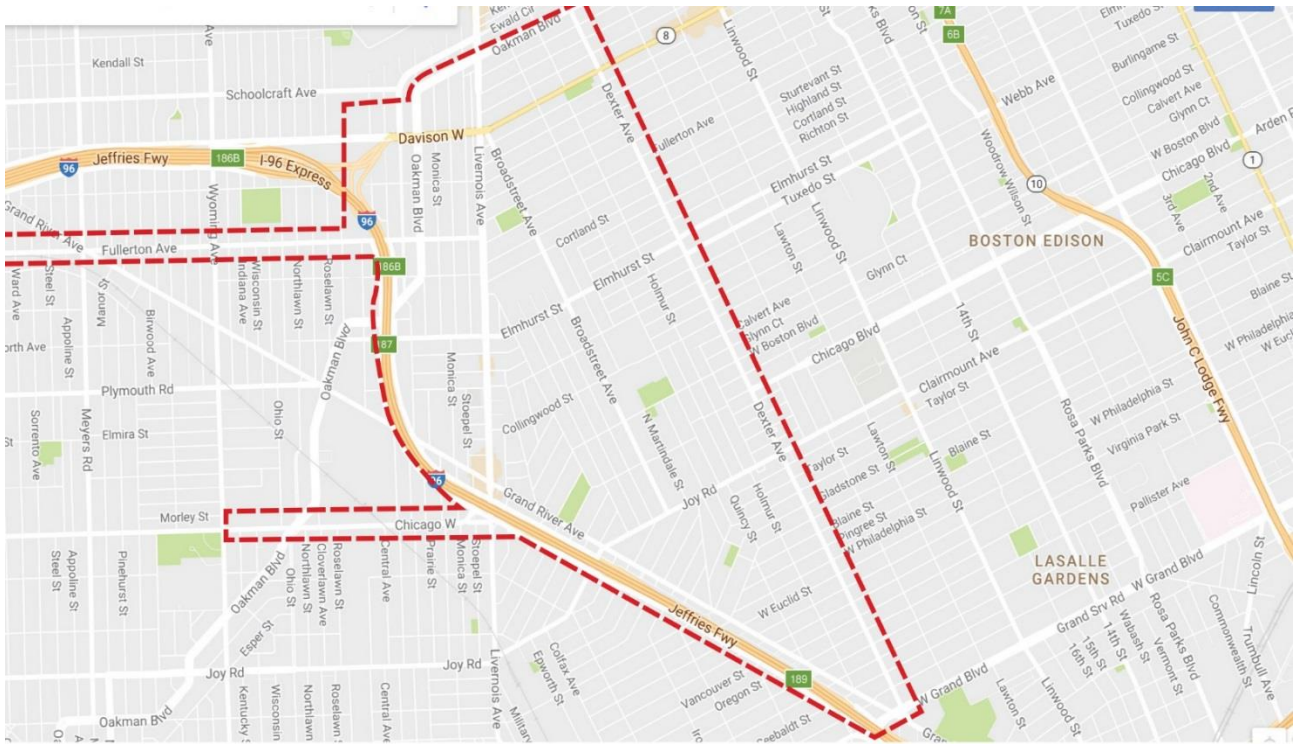 Ewald Cir
Oakman Blvd
Kendall St
Schoolcraft Ave
Davison W
Jeffries Fwy
186B
I-96 Express
96
96
Grand River Ave
Fullerton Ave
Wyoming Ave
Oakman Blvd
Monica St
Livernois Ave
Broadstreet Ave
8
Dexter Ave
Fullerton Ave
Linwood St
Rosa Parks Blvd
7A
6B
Sturtevant St
Highland St
Cortland St
Richton St
Webb Ave
Tuxedo St
Burlingame St
Collingwood St
Calvert Ave
Glynn Ct
W Boston Blvd
Chicago Blvd
1
10
Woodrow Wilson St
2nd Ave
3rd Ave
Clairmount Ave
Taylor St
Elmhurst St
Tuxedo St
Linwood St
Lawton St
Glynn Ct
BOSTON EDISON
5C
Blaine St
W Philadelphia St
John C Lodge Fwy
Cortland St
Elmhurst St
Holmur St
Calvert Ave
Glynn Ct
W Boston Blvd
Chicago Blvd
14th St
Clairmount Ave
Taylor St
186B
187
Ward Ave
Steel St
Appoline St
Manor St
Birwood Ave
Indiana Ave
Wisconsin St
Northlawn St
Roselawn St
Oakman Blvd
Elmhurst St
Broadstreet Ave
Plymouth Rd
Elmira St
Sorrento Ave
Meyers Rd
Ohio St
Monica St
Stoepel St
Collingwood St
N Martindale St
Dexter Ave
Joy Rd
96
Grand River Ave
Quincy St
Holmur St
Taylor St
Gladstone St
Blaine St
Pingree St
W Philadelphia St
Lawton St
Linwood St
Blaine St
Rosa Parks Blvd
W Philadelphia St
Virginia Park St
Pallister Ave
Morley St
Chicago W
Steel St
Appoline St
Pinehurst St
Oakman Blvd
Ohio St
Northlawn St
Cloverlawn Ave
Roselawn St
Central Ave
Prairie St
Monica St
Stoepel St
Esper St
Jeffries Fwy
W Euclid St
LASALLE
GARDENS
W Grand Blvd
Grand Srv Rd
Lincoln St
Joy Rd
Joy Rd
Oakman Blvd
Kentucky St
Wisconsin
Northlawn
Central Ave
Livernois Ave
Epworth St
Colfax Ave
Vancouver St
Oregon St
189
Seebaldt St
W Grand Blvd
Lawton St
Linwood St
16th St
15th St
14th St
Wabash St
Vermont St
Rosa Parks Blvd
Commonwealth St
Trumbull Ave